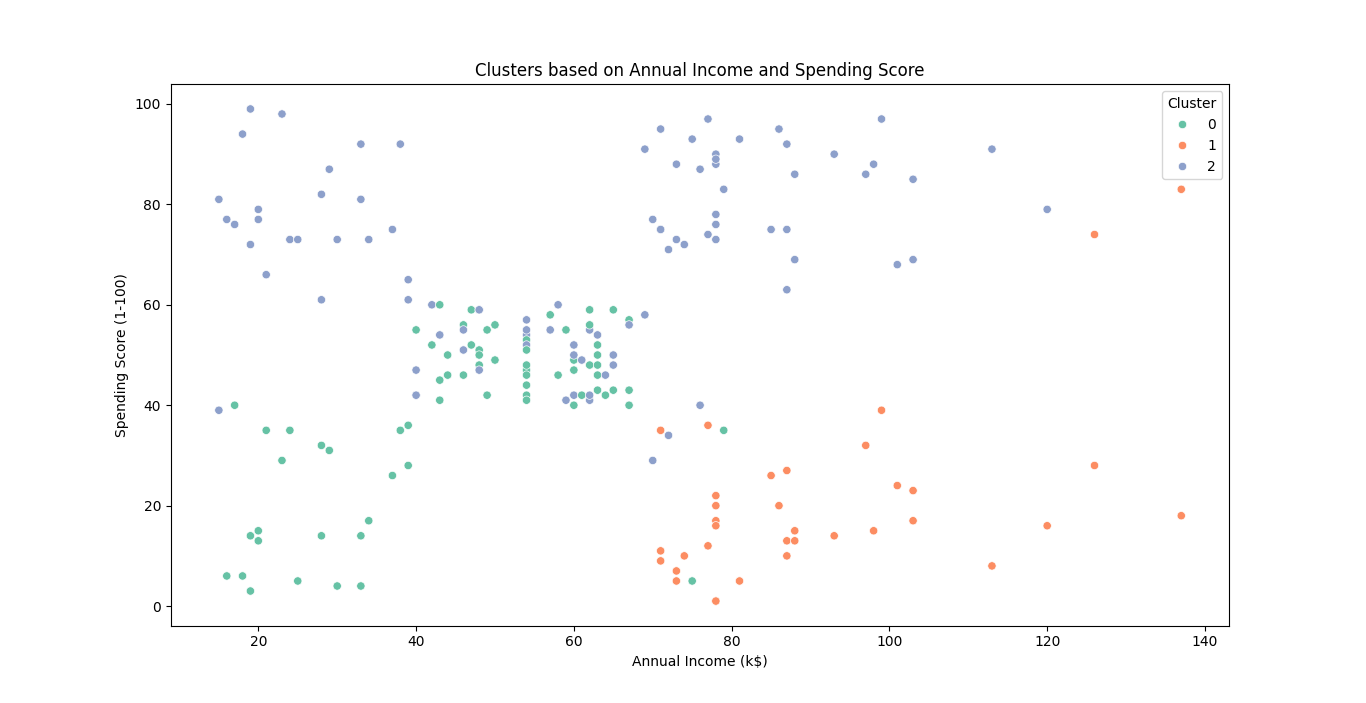 Clusters based on Annual Income and Spending Score
Cluster
0
1
2
100
80
60
40
20
0
Spending Score (1-100)
20 40 60 80 100 120 140
Annual Income (k$)